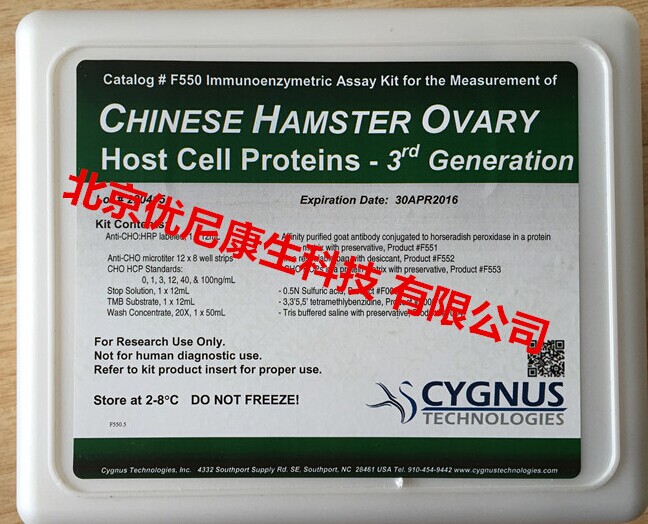 Catalog # F550 Immunoenzymetric Assay Kit for the Measurement of
CHINESE HAMSTER OVARY
Host Cell Proteins - 3rd Generation
Expiration Date: 30APR2016
Kit Contents:
Anti-CHO:HRP labeled, 1 x 12mL - Affinity purified goat antibody conjugated to horseradish peroxidase in a protein
matrix with preservative, Product #F551
Anti-CHO microtiter 12 x 8 well strips bag with desiccant, Product #F552
CHO HCP Standards: protein matrix with preservative, Product #F553
0, 1, 3, 12, 40, & 100ng/mL
Stop Solution, 1 x 12mL - 0.5N Sulfuric acid,
TMB Substrate, 1 x 12mL - 3,3',5,5' tetramethylbenzidine,
Wash Concentrate, 20X, 1 x 50mL - Tris buffered saline with preservative,
北京优尼康生科技 有限公司
For Research Use Only.
Not for human diagnostic use.
Refer to kit product insert for proper use.
Store at 2-8°C DO NOT FREEZE!
F550.5
CYGNUS
TECHNOLOGIES
Cygnus Technologies, Inc. 4332 Southport Supply Rd. SE, Southport, NC 28461 USA Tel. 910-454-9442 www.cygnustechnologies.com